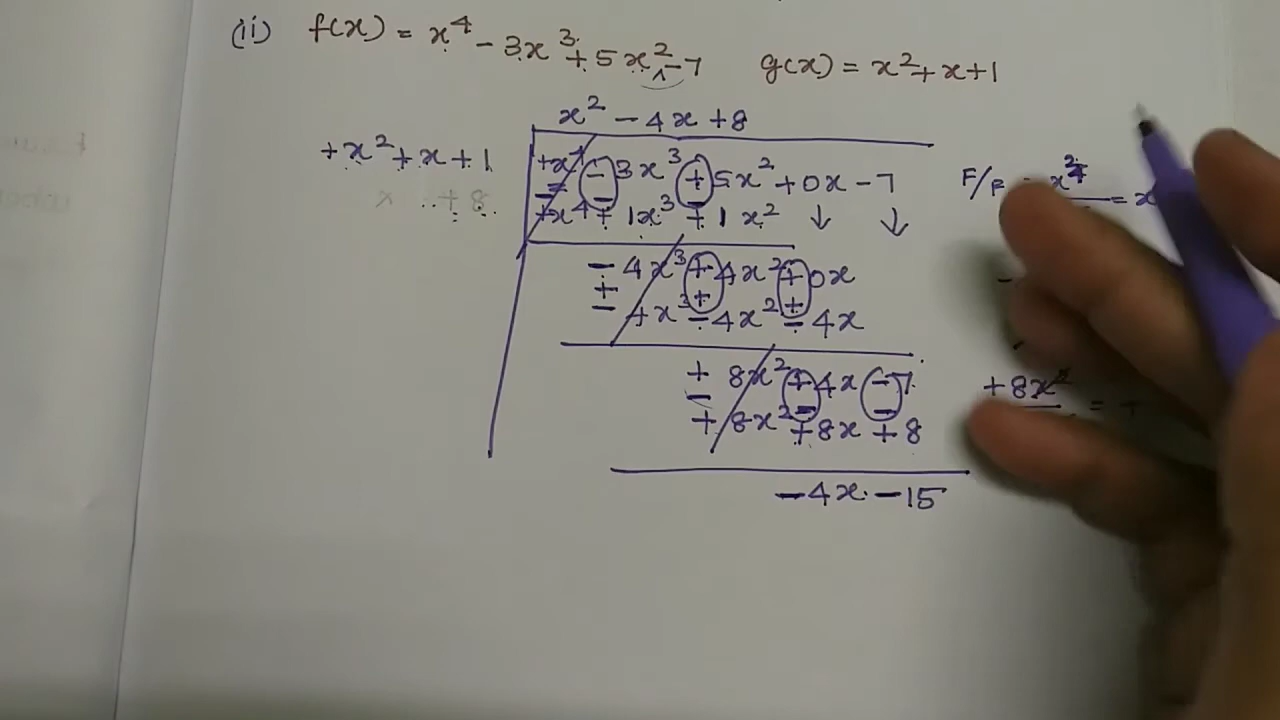 (ii) f(x) = x⁴ - 3x³ + 5x² - 7 g(x) = x² + x + 1
x² - 4x + 8
+x² + x + 1
+x⁴ - 3x³ + 5x² + 0x - 7
+x⁴ + 1x³ + 1x² ↓ ↓
- 4x³ + 4x² + 0x
- 4x³ - 4x² - 4x
+ 8x² + 4x - 7
+ 8x² + 8x + 8
-4x - 15
F/F
= x
+8x²
= +